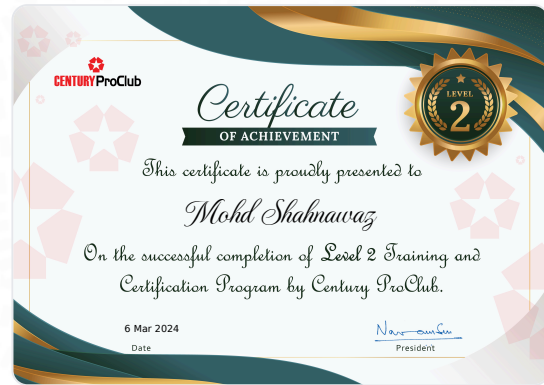 CENTURY ProClub
Certificate
OF ACHIEVEMENT
LEVEL
2
This certificate is proudly presented to
Mohd Shahnawaz
On the successful completion of Level 2 Training and
Certification Program by Century ProClub.
6 Mar 2024
Date
President